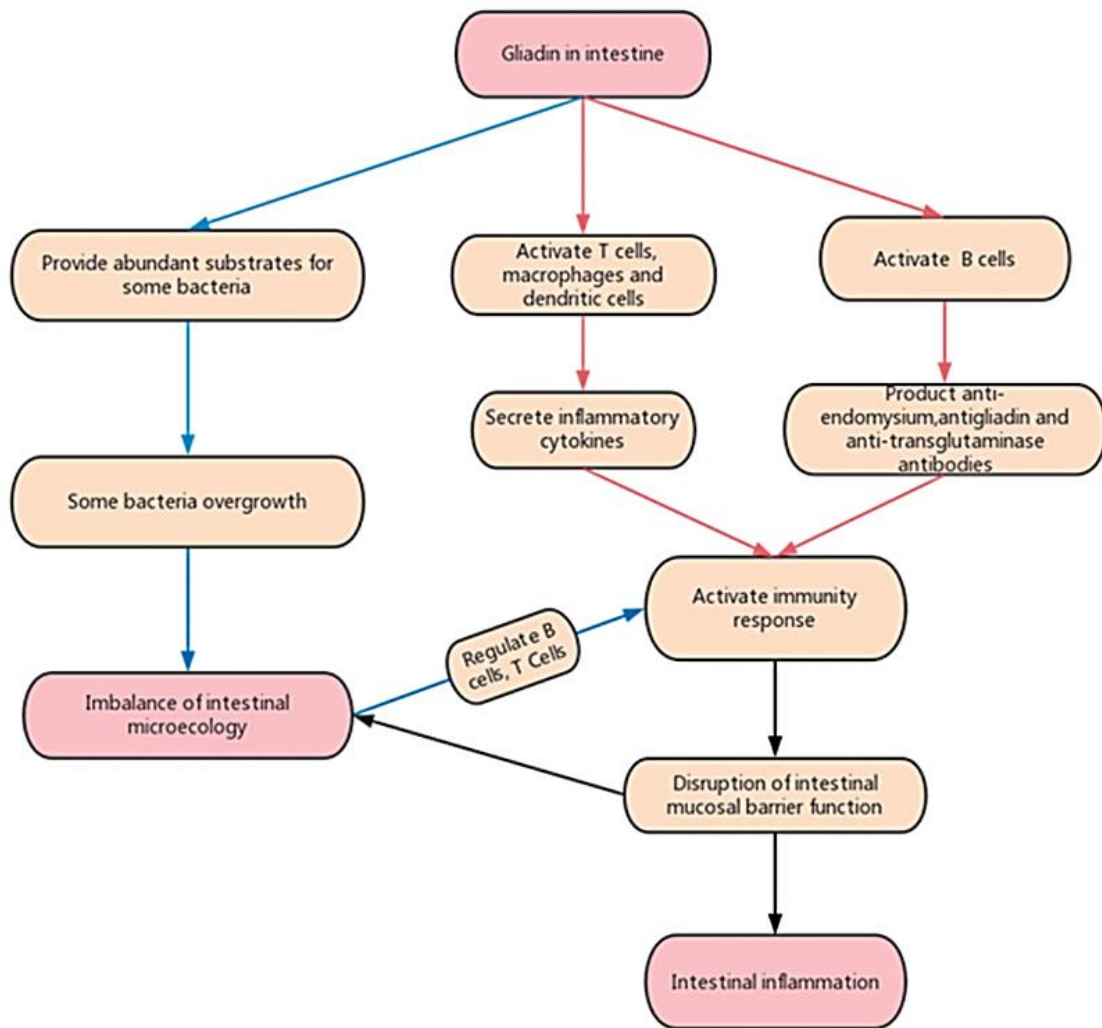 Gliadin in intestine
Provide abundant substrates for
some bacteria
Activate T cells,
macrophages and
dendritic cells
Activate B cells
Secrete inflammatory
cytokines
Product anti-
endomysium,antigliadin and
anti-transglutaminase
antibodies
Some bacteria overgrowth
Activate immunity
response
Regulate B
cells, T Cells
Imbalance of intestinal
microecology
Disruption of intestinal
mucosal barrier function
Intestinal inflammation